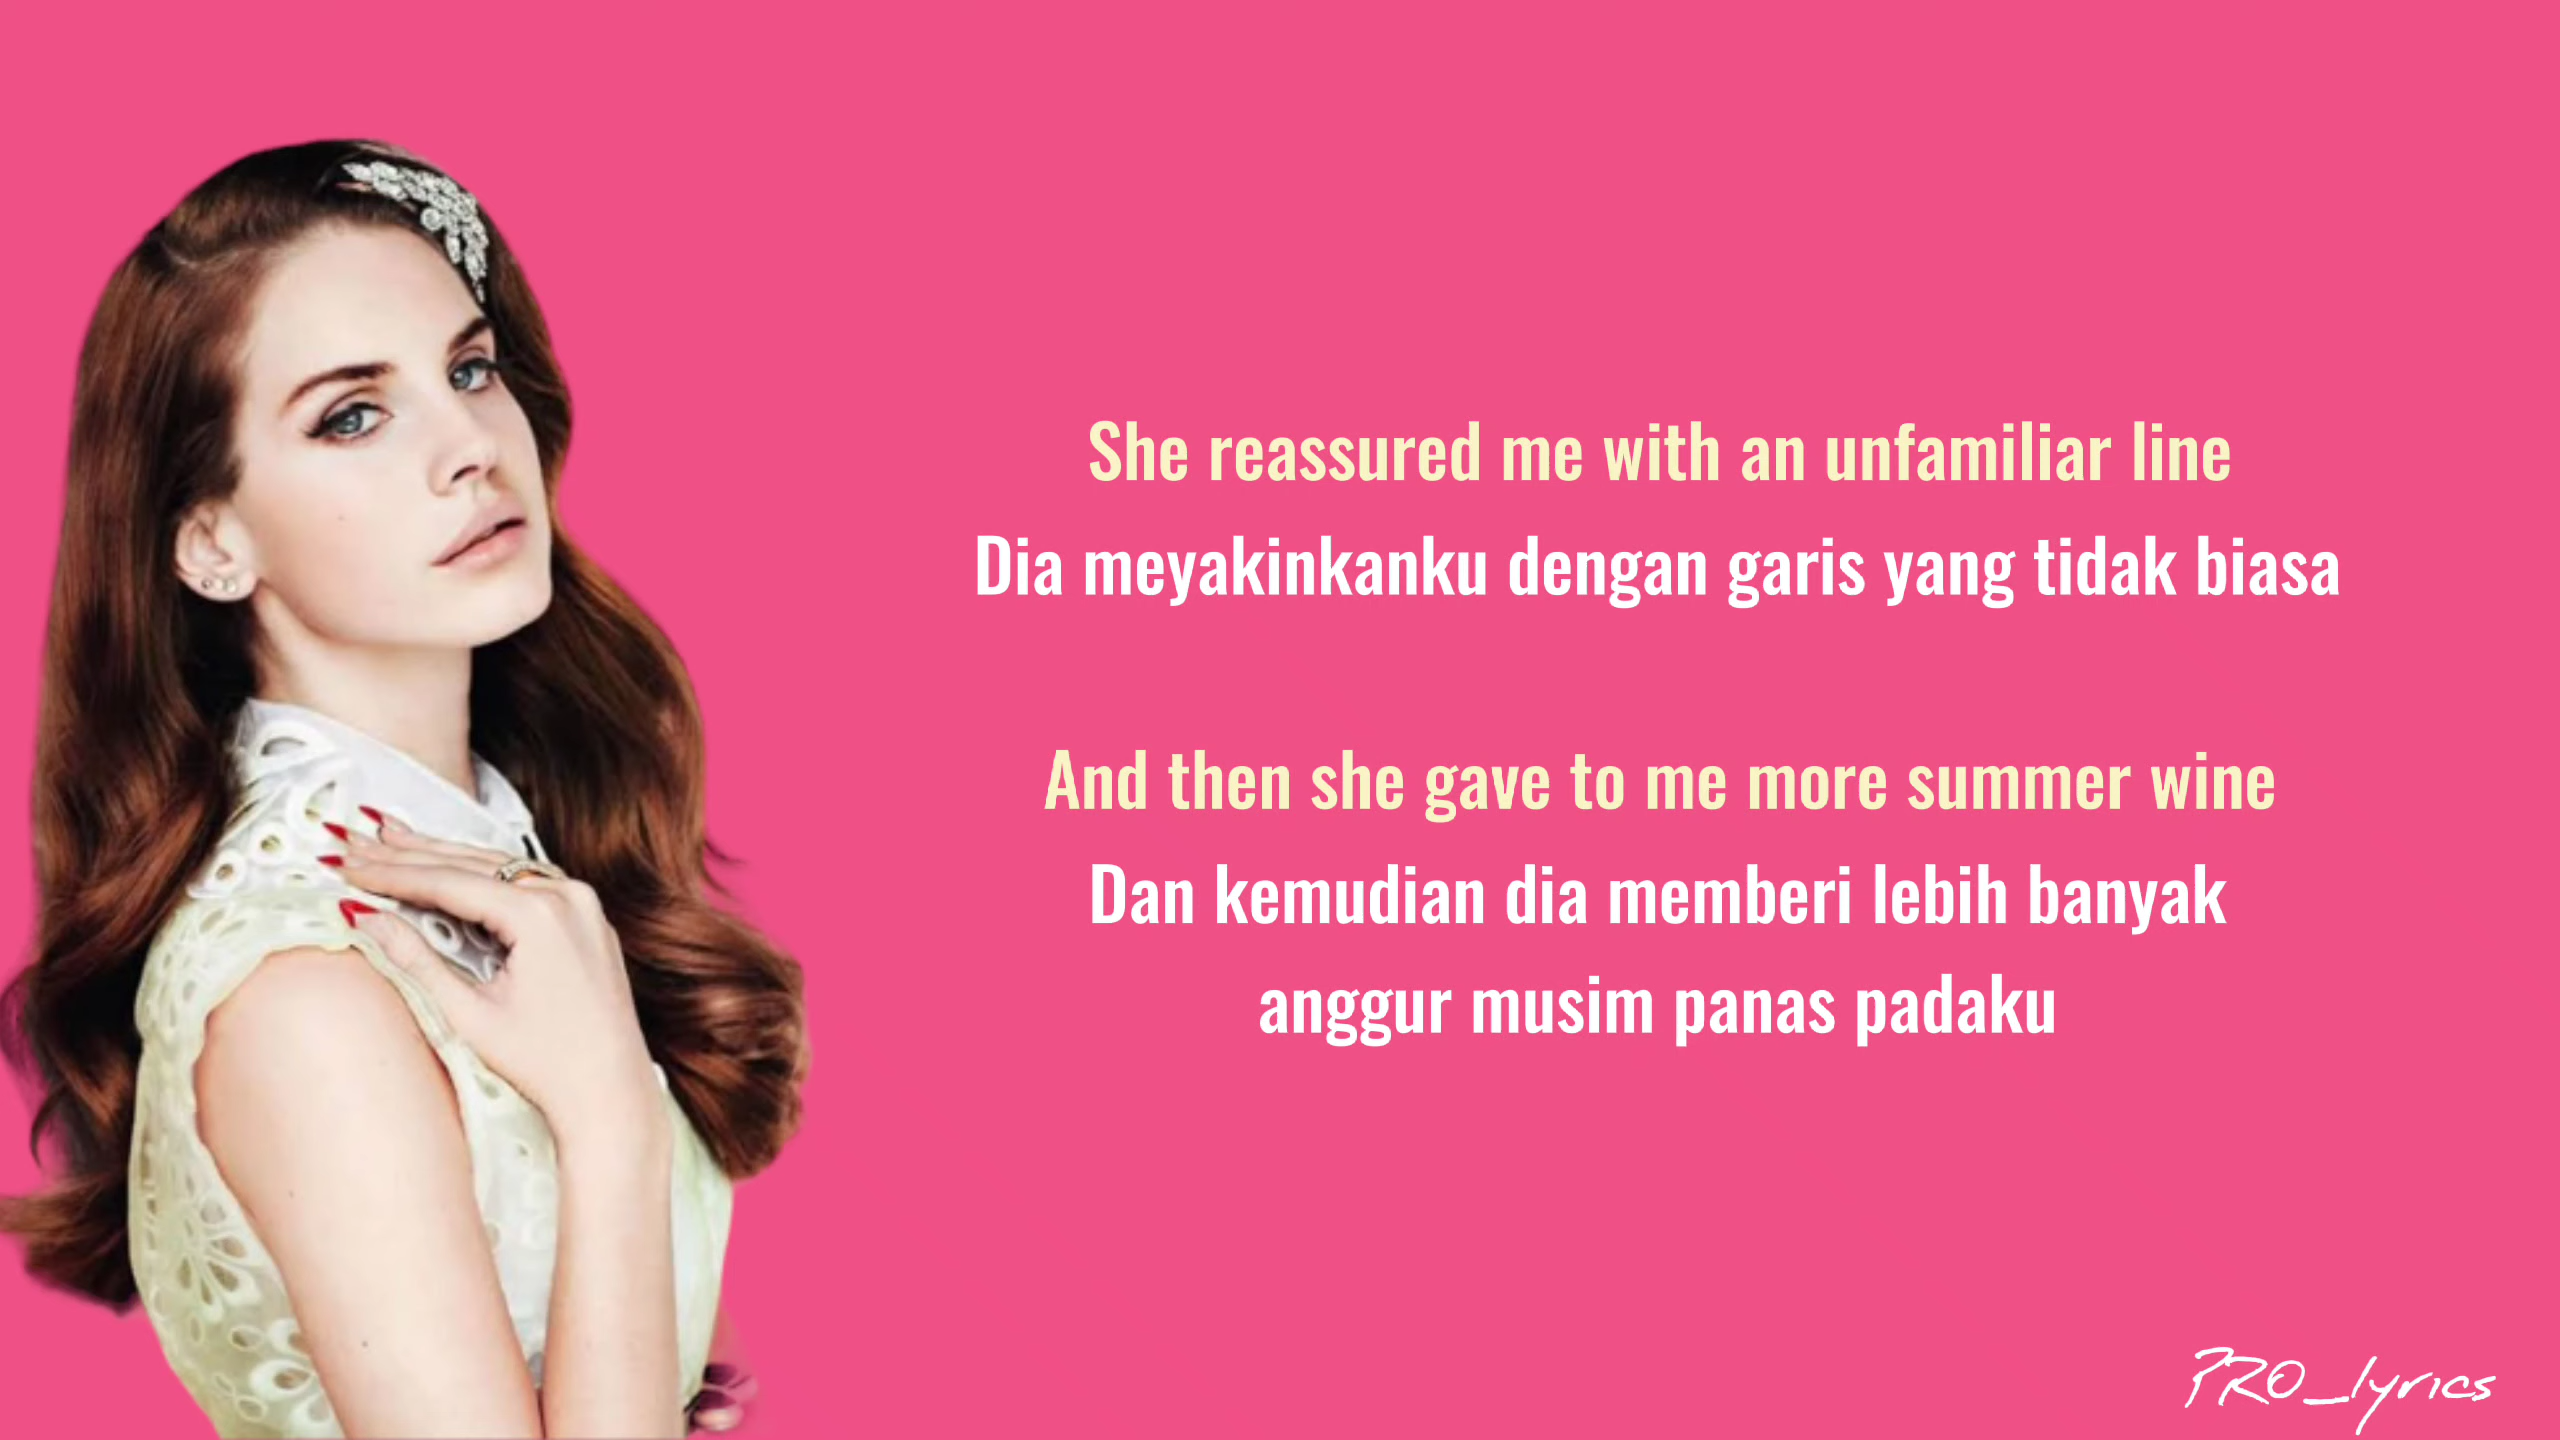 She reassured me with an unfamiliar line
Dia meyakinkanku dengan garis yang tidak biasa
And then she gave to me more summer wine
Dan kemudian dia memberi lebih banyak
anggur musim panas padaku
PRO_lyrics